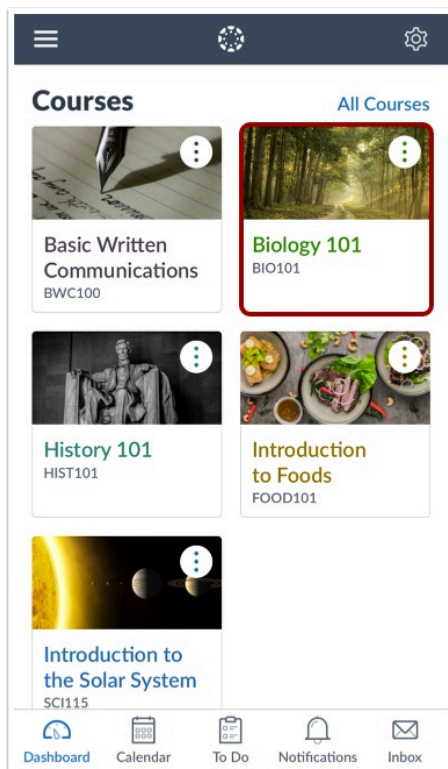 Courses
All Courses
Basic Written
Communications
BWC100
Biology 101
BIO101
History 101
HIST101
Introduction
to Foods
FOOD101
Introduction to
the Solar System
SCI115
Dashboard
Calendar
To Do
Notifications
Inbox